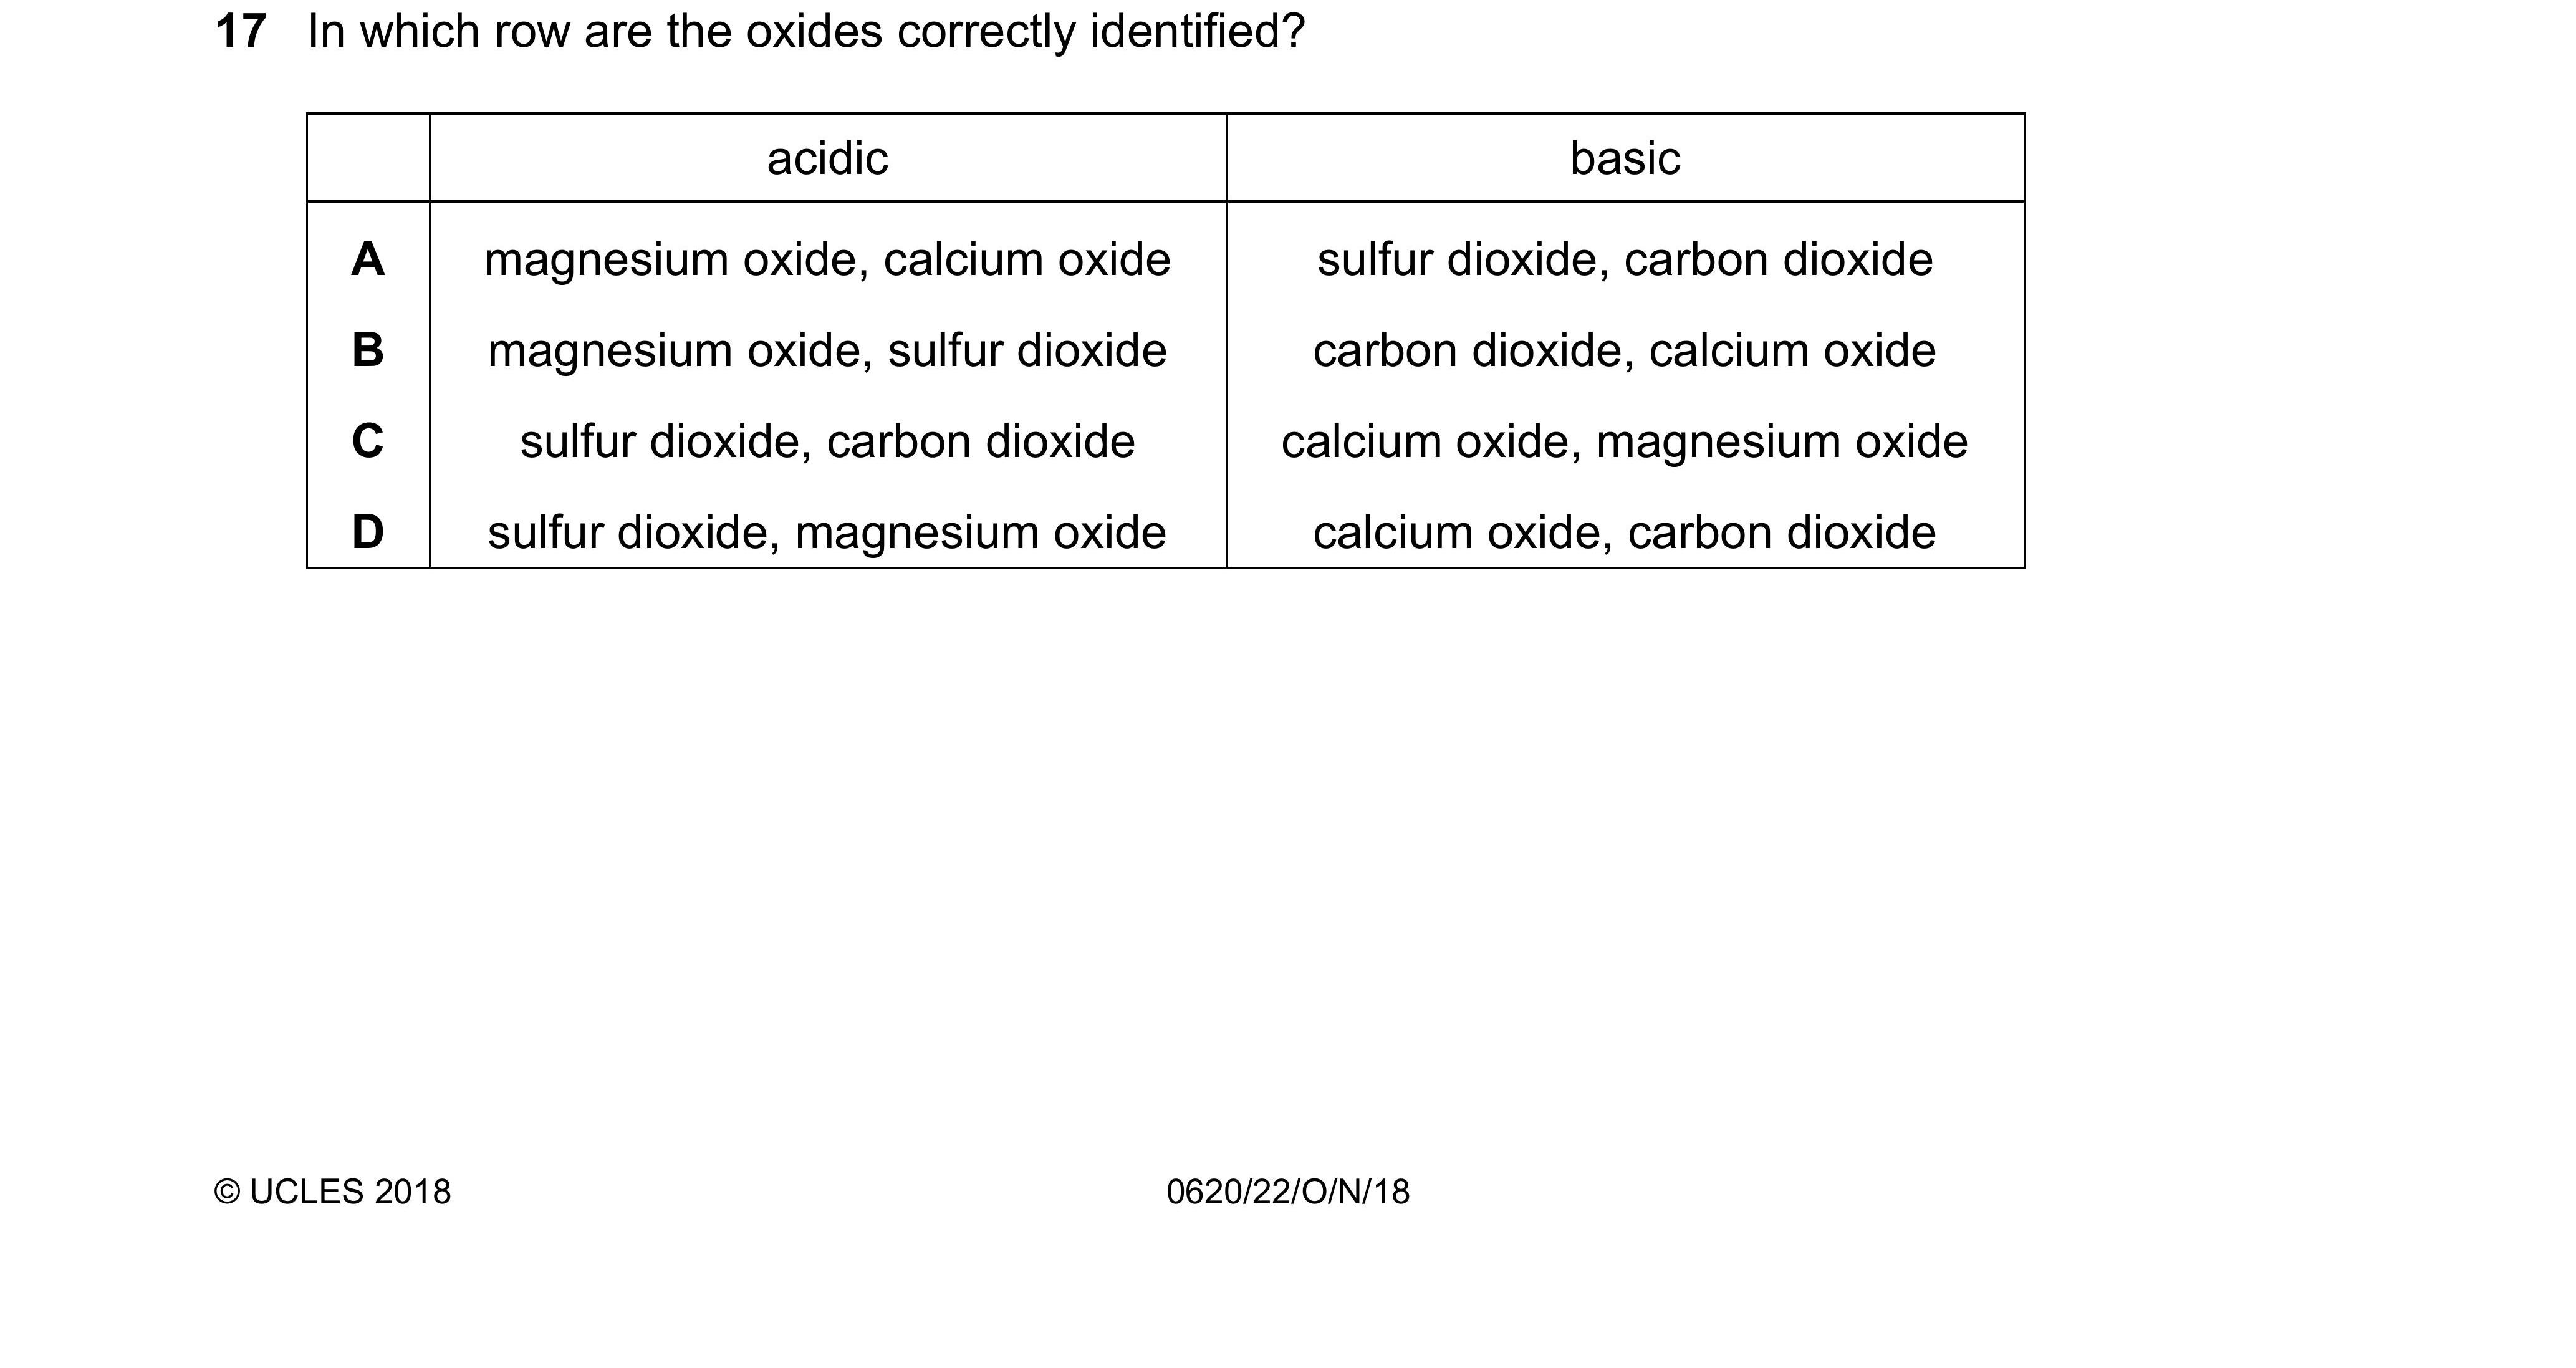 17 In which row are the oxides correctly identified?
acidic basic
A magnesium oxide, calcium oxide sulfur dioxide, carbon dioxide
B magnesium oxide, sulfur dioxide carbon dioxide, calcium oxide
C sulfur dioxide, carbon dioxide calcium oxide, magnesium oxide
D sulfur dioxide, magnesium oxide calcium oxide, carbon dioxide
© UCLES 2018 0620/22/O/N/18